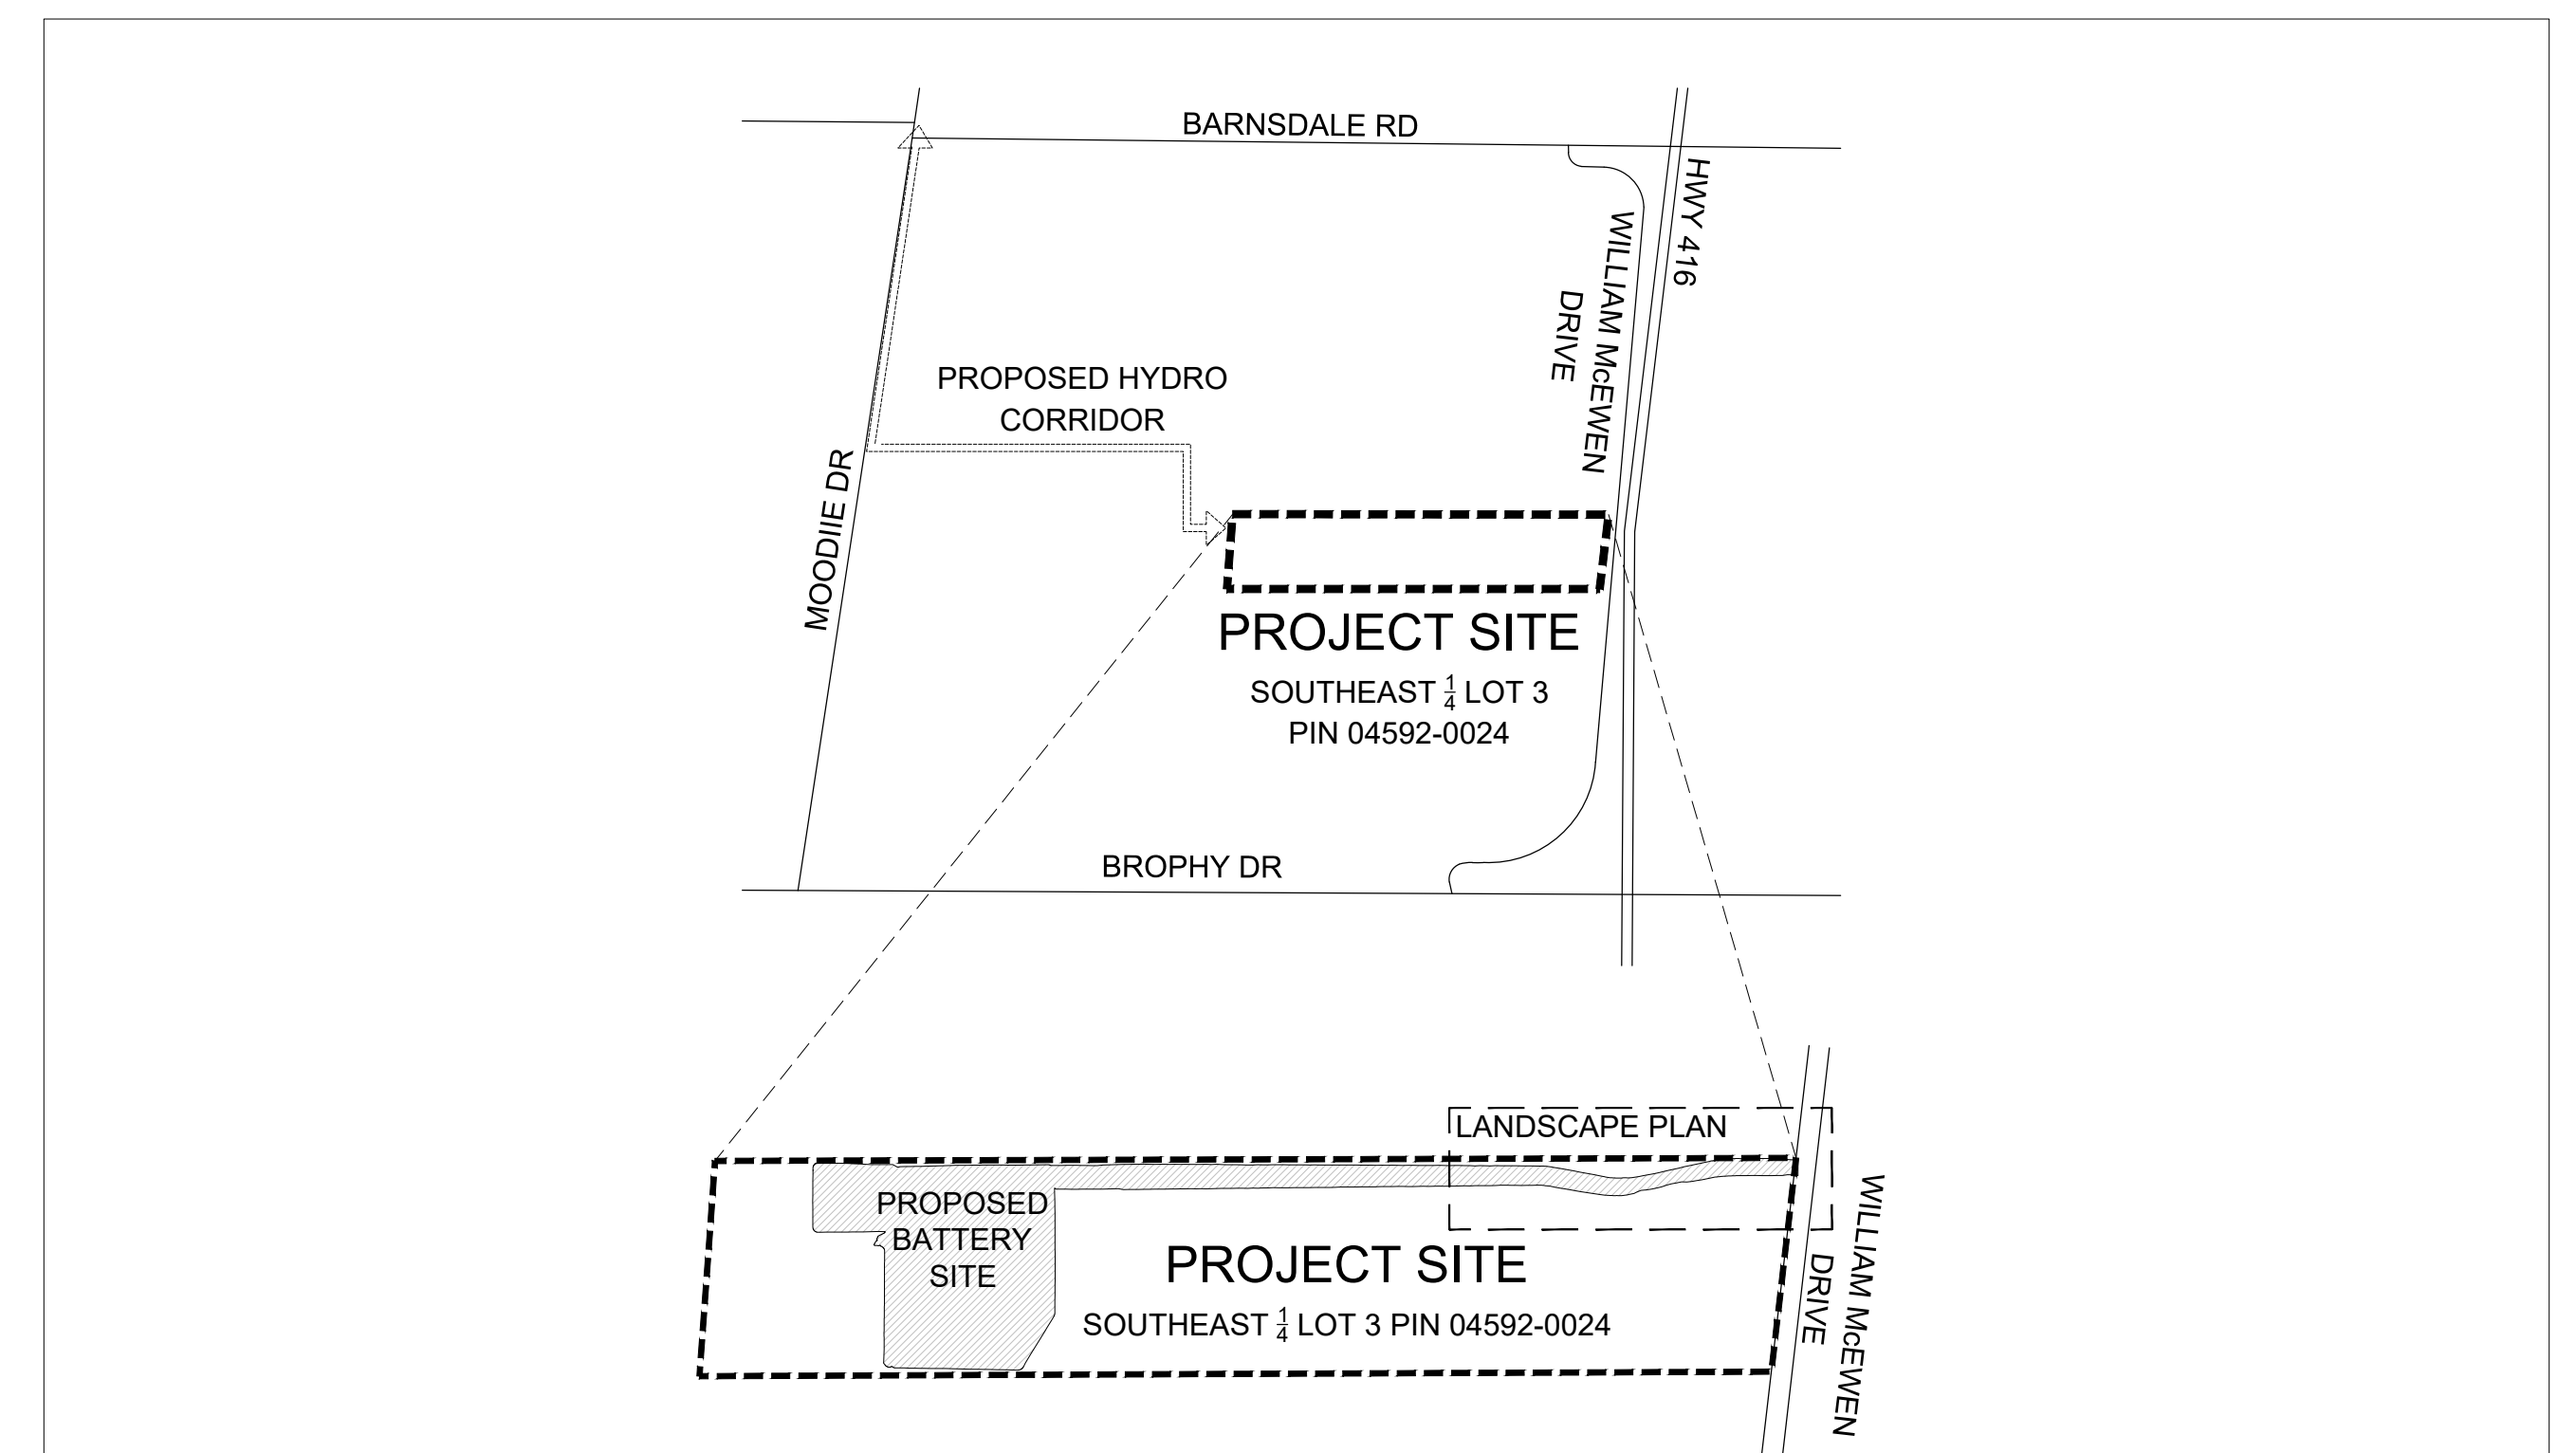 BARNSDALE RD
HWY 416
WILLIAM McEWEN
DRIVE
PROPOSED HYDRO
CORRIDOR
MOODIE DR
PROJECT SITE
SOUTHEAST 1/4 LOT 3
PIN 04592-0024
BROPHY DR
LANDSCAPE PLAN
PROPOSED
BATTERY
SITE
PROJECT SITE
SOUTHEAST 1/4 LOT 3 PIN 04592-0024
WILLIAM McEWEN
DRIVE